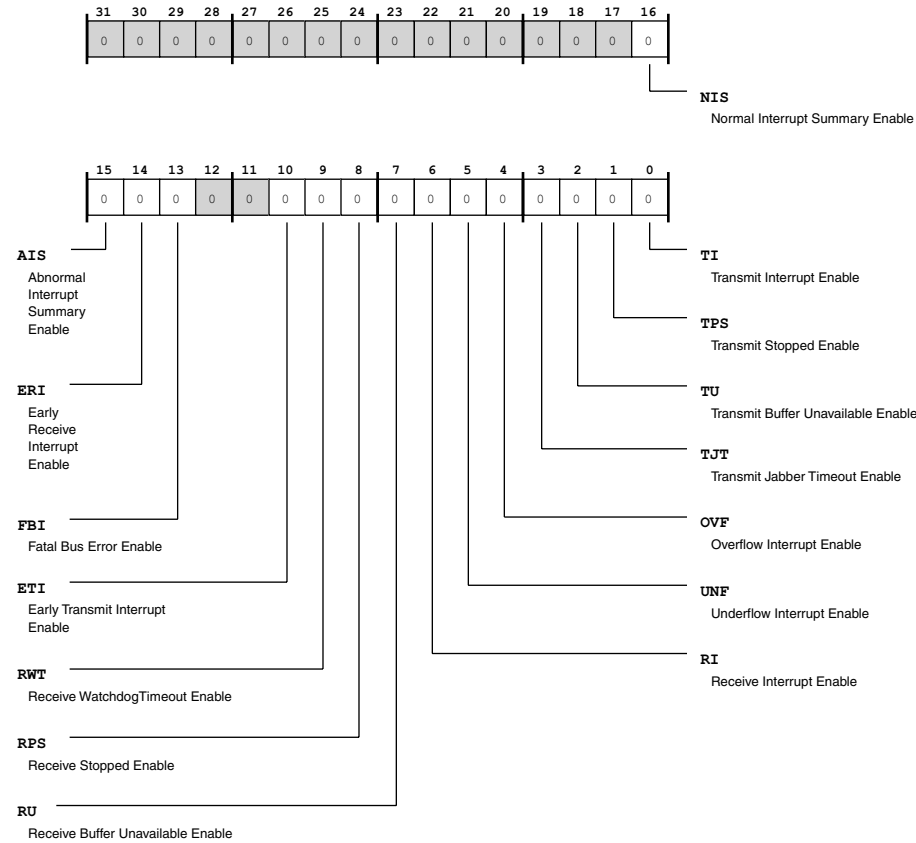 31 30 29 28 27 26 25 24 23 22 21 20 19 18 17 16
0 0 0 0 0 0 0 0 0 0 0 0 0 0 0 0
NIS
Normal Interrupt Summary Enable
15 14 13 12 11 10 9 8 7 6 5 4 3 2 1 0
0 0 0 0 0 0 0 0 0 0 0 0 0 0 0 0
AIS
Abnormal
Interrupt
Summary
Enable
ERI
Early
Receive
Interrupt
Enable
FBI
Fatal Bus Error Enable
ETI
Early Transmit Interrupt
Enable
RWT
Receive WatchdogTimeout Enable
RPS
Receive Stopped Enable
RU
Receive Buffer Unavailable Enable
TI
Transmit Interrupt Enable
TPS
Transmit Stopped Enable
TU
Transmit Buffer Unavailable Enable
TJT
Transmit Jabber Timeout Enable
OVF
Overflow Interrupt Enable
UNF
Underflow Interrupt Enable
RI
Receive Interrupt Enable